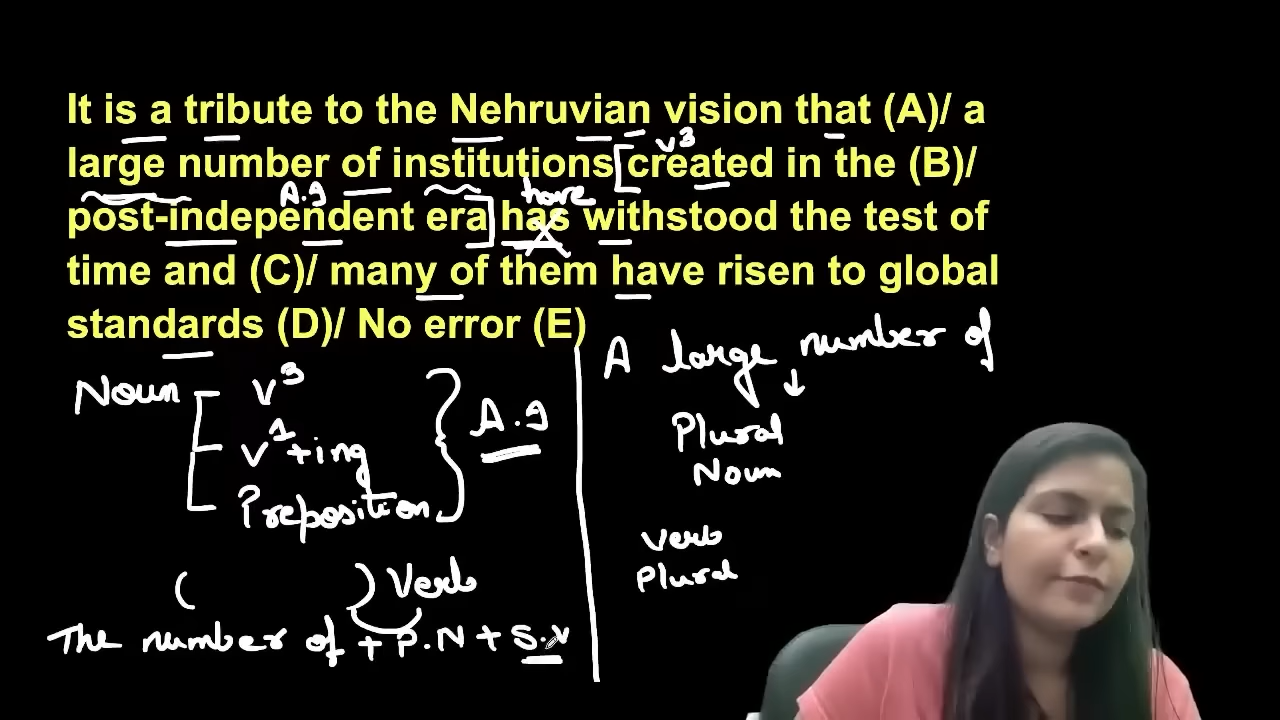 It is a tribute to the Nehruvian vision that (A)/ a
V3
large number of institutions [created in the (B)/
A.g have
post-independent era] has withstood the test of
time and (C)/ many of them have risen to global
standards (D)/ No error (E)
Noun V3
V1+ing
Preposition
A.g
( ) Verb
The number of + P.N + S.V
A large number of
↓
Plural
Noun
Verb
Plural